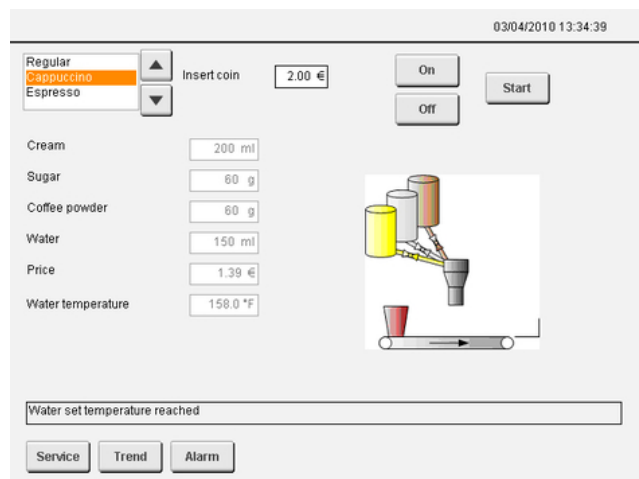 03/04/2010 13:34:39
Regular
Cappuccino
Espresso
Insert coin 2.00 €
On
Off
Start
Cream 200 ml
Sugar 60 g
Coffee powder 60 g
Water 150 ml
Price 1.39 €
Water temperature 158.0 °F
Water set temperature reached
Service Trend Alarm